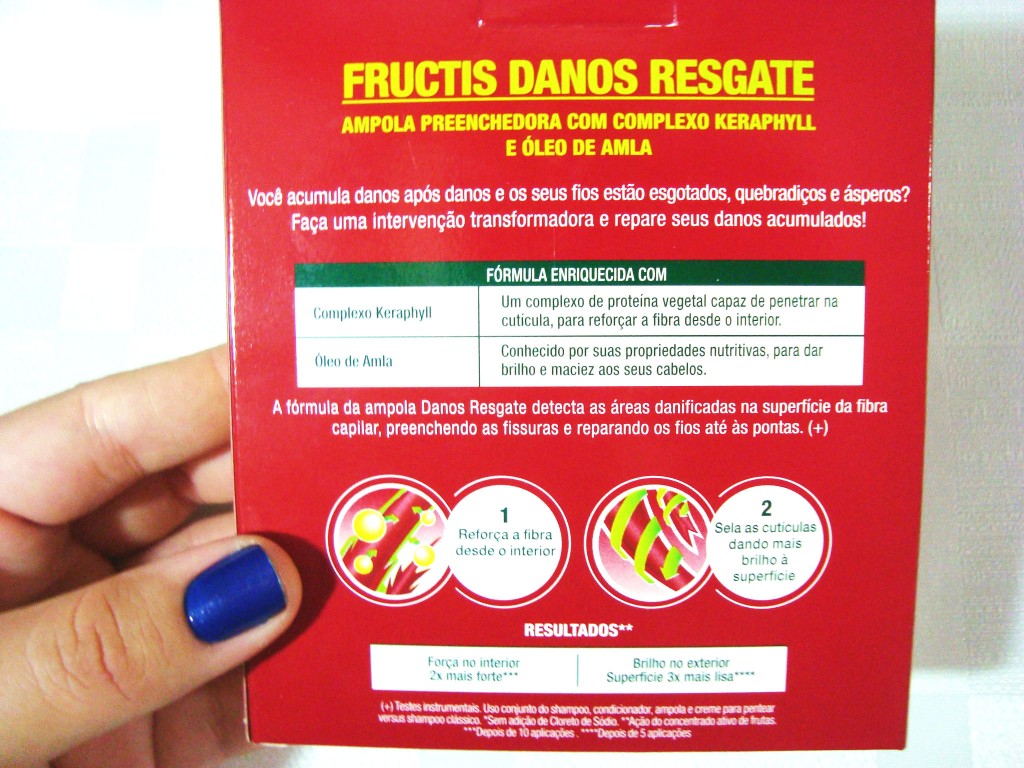 FRUCTIS DANOS RESGATE
AMPOLA PREENCHEDORA COM COMPLEXO KERAPHYLL
E ÓLEO DE AMLA
Você acumula danos após danos e os seus fios estão esgotados, quebradiços e ásperos?
Faça uma intervenção transformadora e repare seus danos acumulados!
FÓRMULA ENRIQUECIDA COM
Complexo Keraphyll
Um complexo de proteína vegetal capaz de penetrar na
cutícula, para reforçar a fibra desde o interior.
Óleo de Amla
Conhecido por suas propriedades nutritivas, para dar
brilho e maciez aos seus cabelos.
A fórmula da ampola Danos Resgate detecta as áreas danificadas na superfície da fibra
capilar, preenchendo as fissuras e reparando os fios até às pontas. (+)
1
Reforça a fibra
desde o interior
2
Sela as cutículas
dando mais
brilho à
superfície
RESULTADOS**
Força no interior
2x mais forte***
Brilho no exterior
Superfície 3x mais lisa****
(+) Testes instrumentais. Uso conjunto do shampoo, condicionador, ampola e creme para pentear
versus shampoo clássico. *Sem adição de Cloreto de Sódio. **Ação do concentrado ativo de frutas.
***Depois de 10 aplicações . ****Depois de 5 aplicações